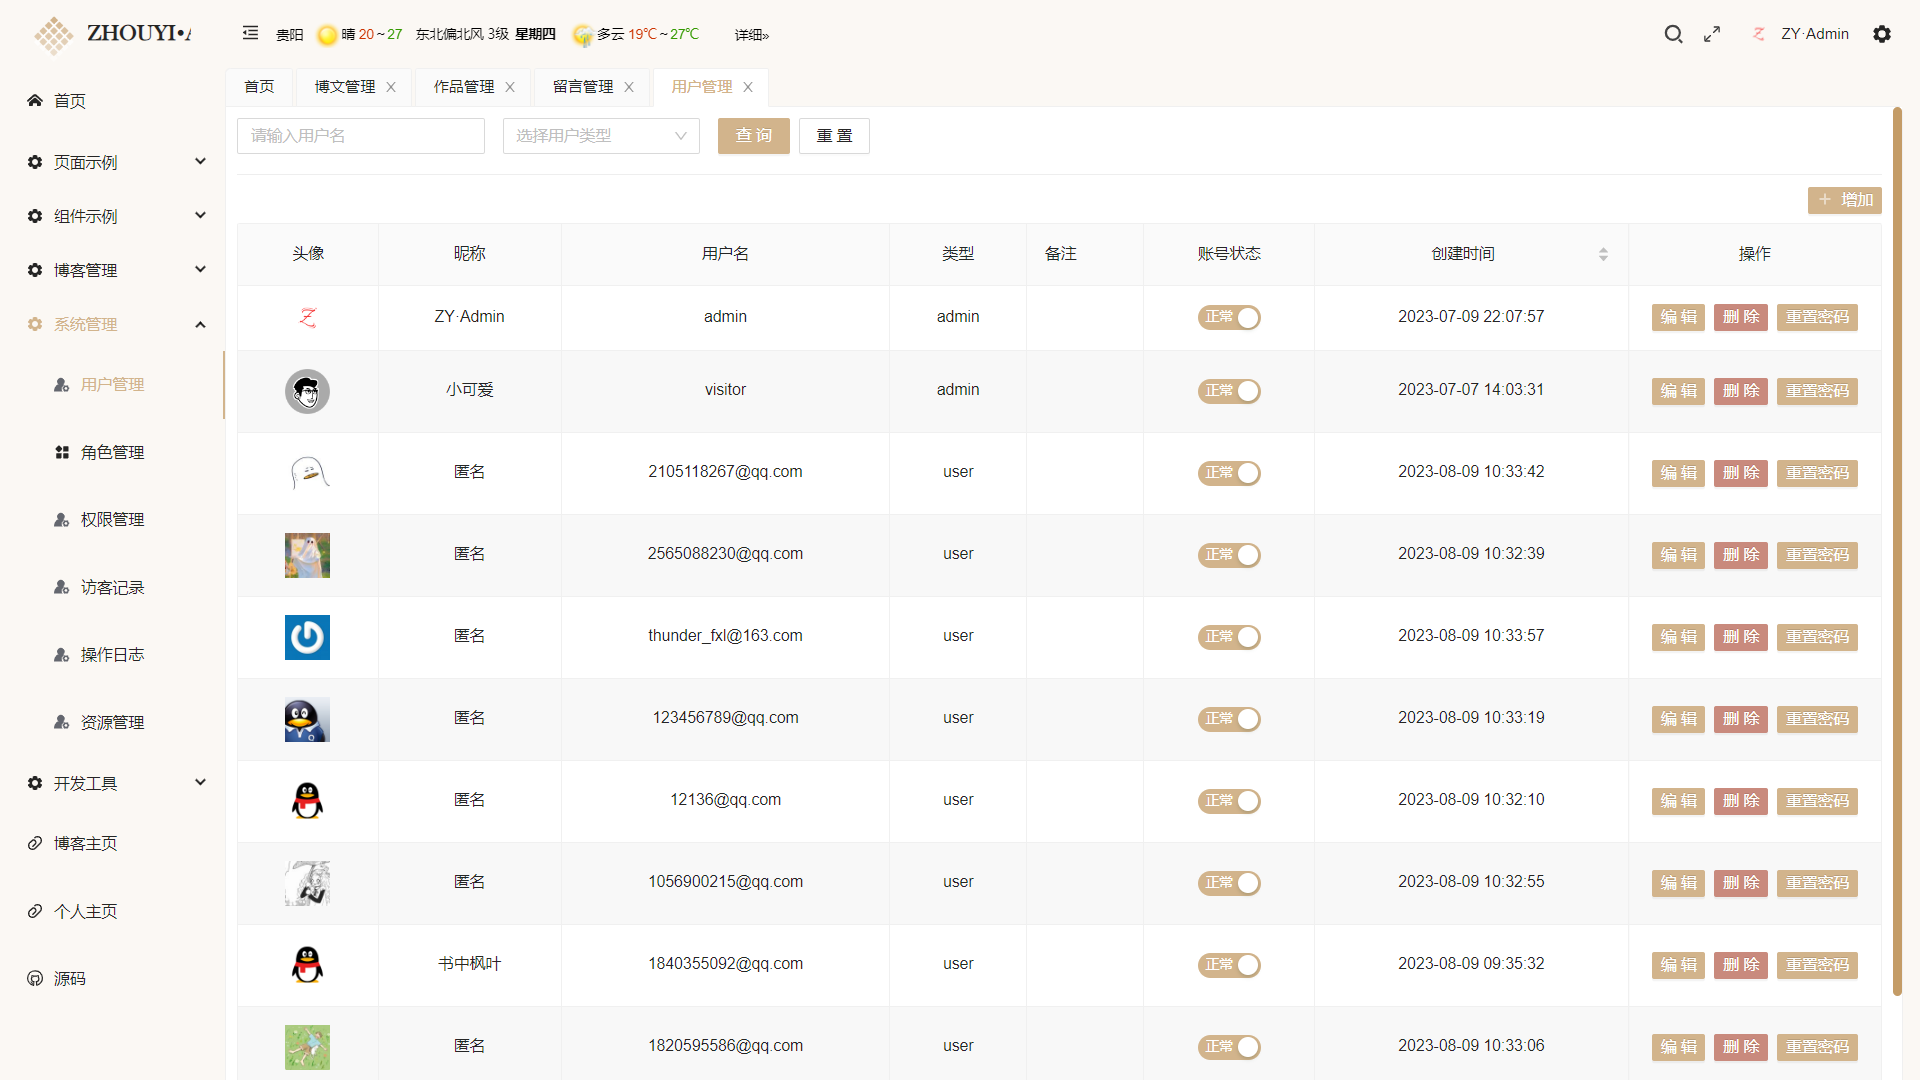 ZHOUYI•A
贵阳 晴 20~27 东北偏北风 3级 星期四 多云 19℃~27℃ 详细»
ZY·Admin
首页 博文管理 作品管理 留言管理 用户管理
请输入用户名 选择用户类型 查 询 重 置
+ 增加
首页
页面示例
组件示例
博客管理
系统管理
用户管理
角色管理
权限管理
访客记录
操作日志
资源管理
开发工具
博客主页
个人主页
源码
头像 昵称 用户名 类型 备注 账号状态 创建时间 操作
ZY·Admin admin admin 正常 2023-07-09 22:07:57 编 辑 删 除 重置密码
小可爱 visitor admin 正常 2023-07-07 14:03:31 编 辑 删 除 重置密码
匿名 2105118267@qq.com user 正常 2023-08-09 10:33:42 编 辑 删 除 重置密码
匿名 2565088230@qq.com user 正常 2023-08-09 10:32:39 编 辑 删 除 重置密码
匿名 thunder_fxl@163.com user 正常 2023-08-09 10:33:57 编 辑 删 除 重置密码
匿名 123456789@qq.com user 正常 2023-08-09 10:33:19 编 辑 删 除 重置密码
匿名 12136@qq.com user 正常 2023-08-09 10:32:10 编 辑 删 除 重置密码
匿名 1056900215@qq.com user 正常 2023-08-09 10:32:55 编 辑 删 除 重置密码
书中枫叶 1840355092@qq.com user 正常 2023-08-09 09:35:32 编 辑 删 除 重置密码
匿名 1820595586@qq.com user 正常 2023-08-09 10:33:06 编 辑 删 除 重置密码